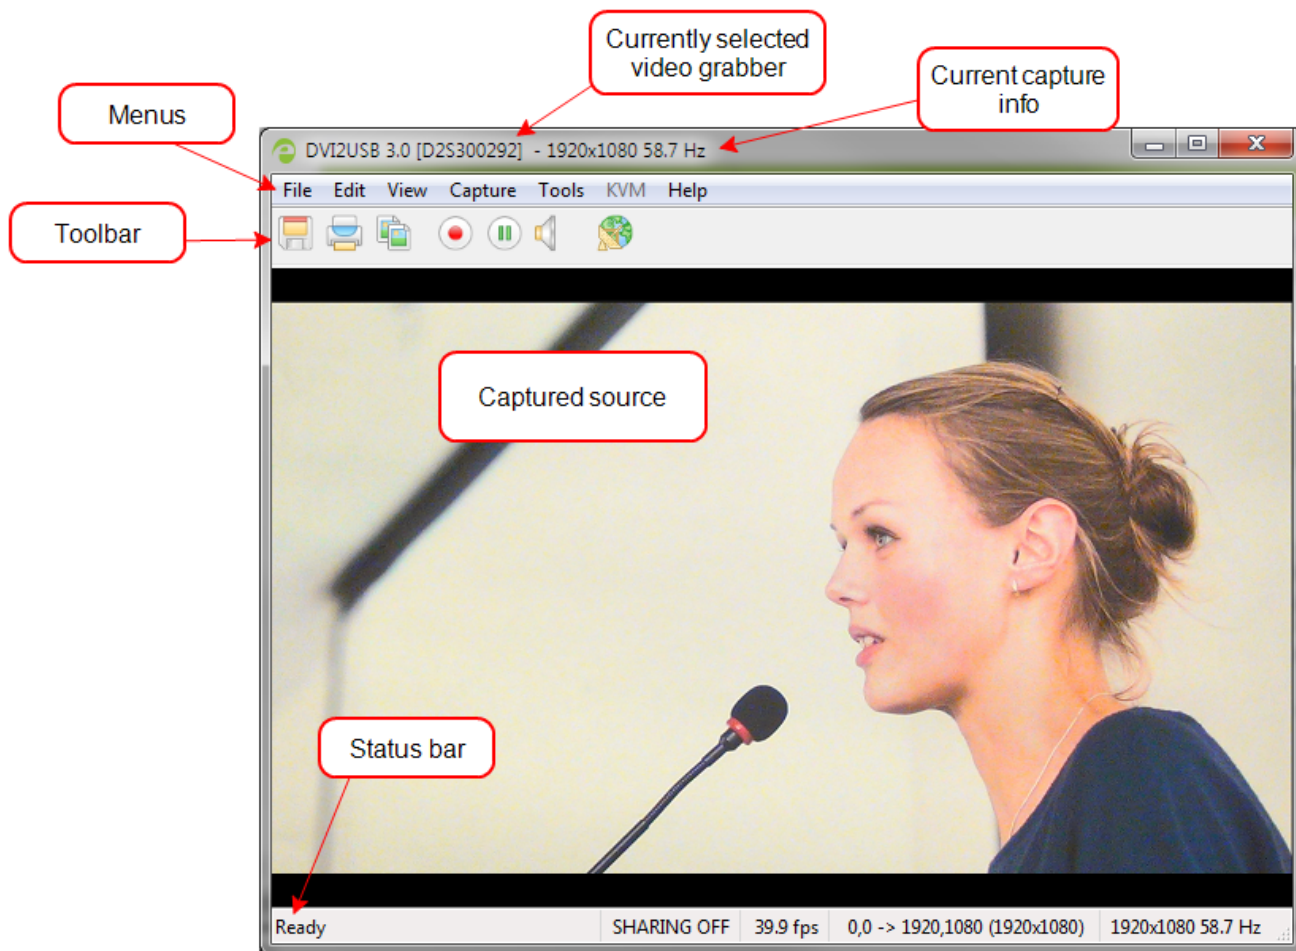 Currently selected
video grabber
Current capture
info
Menus
DVI2USB 3.0 [D2S300292] - 1920x1080 58.7 Hz
File Edit View Capture Tools KVM Help
Toolbar
Captured source
Status bar
Ready SHARING OFF 39.9 fps 0,0 -> 1920,1080 (1920x1080) 1920x1080 58.7 Hz